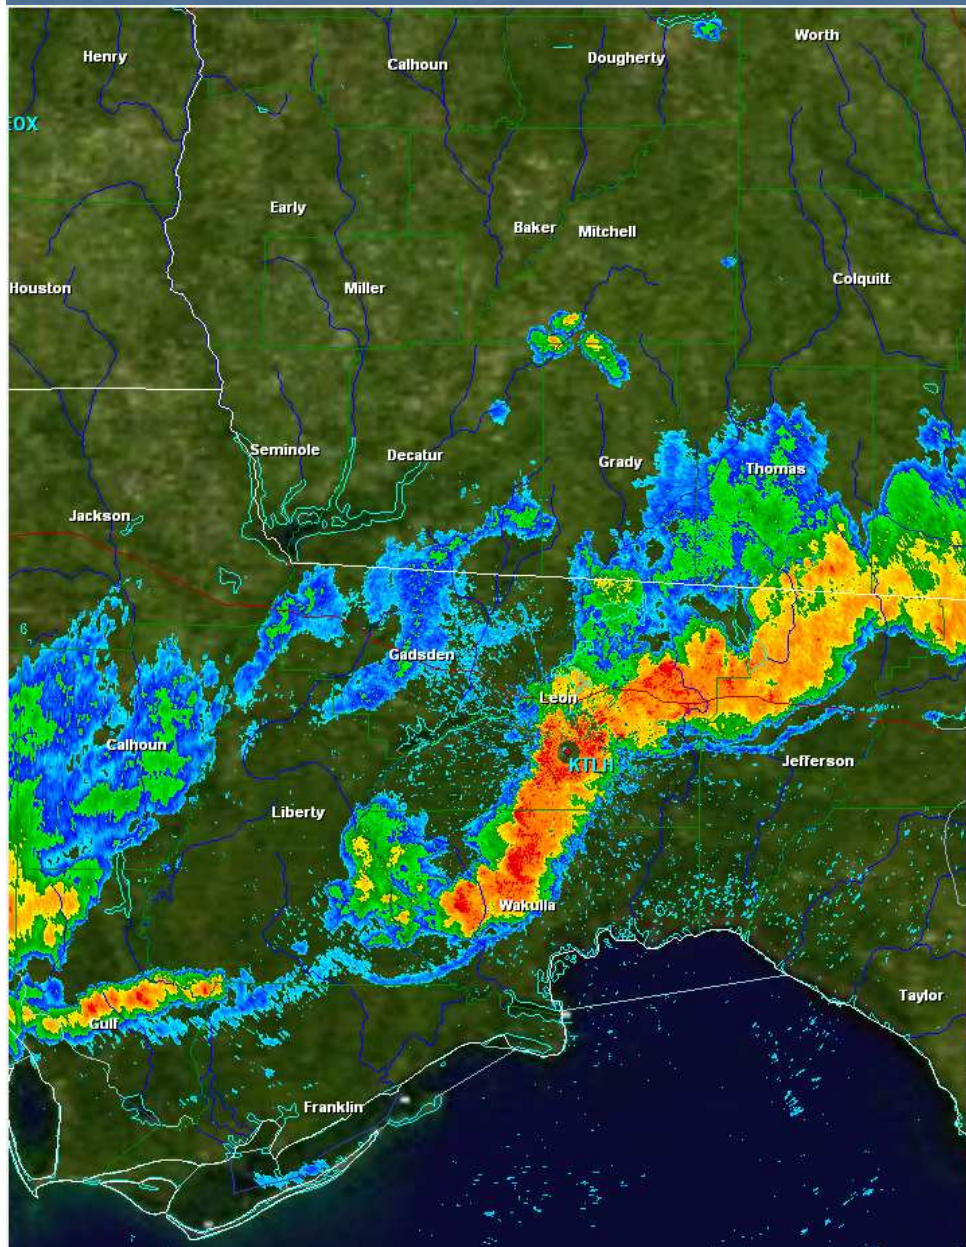 Worth
Henry
Calhoun
Dougherty
EOX
Early
Baker
Mitchell
Houston
Miller
Colquitt
Seminole
Decatur
Grady
Thomas
Jackson
Gadsden
Leon
Calhoun
KTLH
Jefferson
Liberty
Wakulla
Taylor
Gulf
Franklin